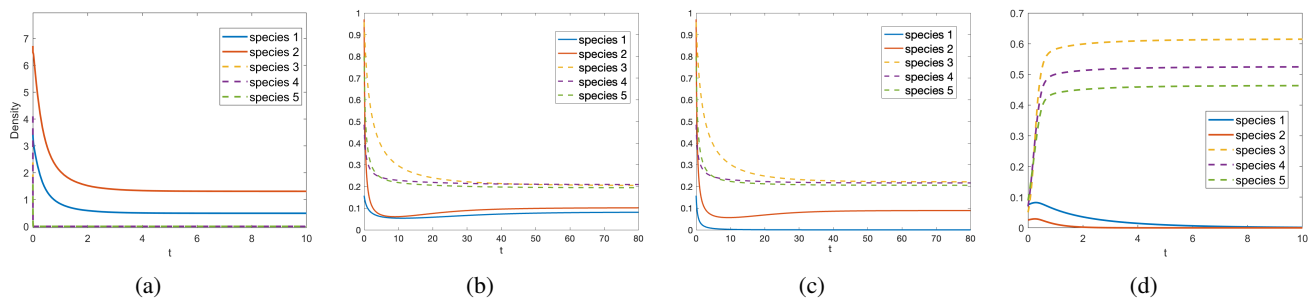 7
6
5
4
3
2
1
0
Density
0 2 4 6 8 10
t
species 1
species 2
species 3
species 4
species 5
(a)
1
0.9
0.8
0.7
0.6
0.5
0.4
0.3
0.2
0.1
0
0 10 20 30 40 50 60 70 80
t
species 1
species 2
species 3
species 4
species 5
(b)
1
0.9
0.8
0.7
0.6
0.5
0.4
0.3
0.2
0.1
0
0 10 20 30 40 50 60 70 80
t
species 1
species 2
species 3
species 4
species 5
(c)
0.7
0.6
0.5
0.4
0.3
0.2
0.1
0
0 2 4 6 8 10
t
species 1
species 2
species 3
species 4
species 5
(d)